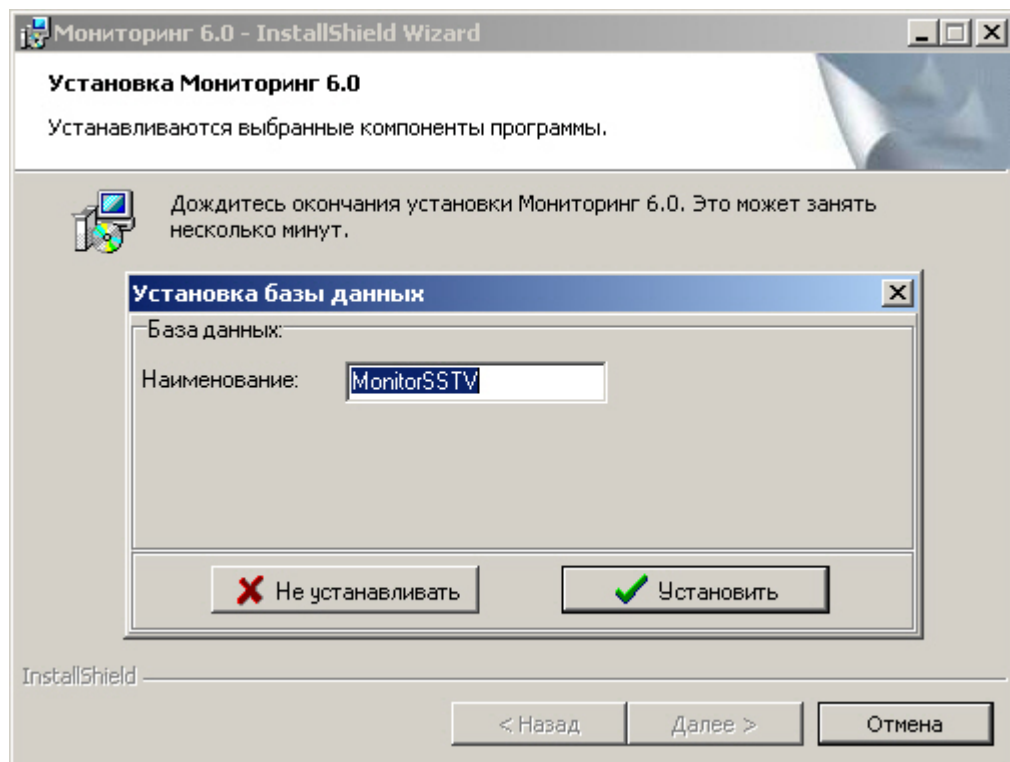 Мониторинг 6.0 - InstallShield Wizard
Установка Мониторинг 6.0
Устанавливаются выбранные компоненты программы.
Дождитесь окончания установки Мониторинг 6.0. Это может занять
несколько минут.
Установка базы данных
База данных:
Наименование:
MonitorSSTV
Не устанавливать
Установить
InstallShield
< Назад
Далее >
Отмена